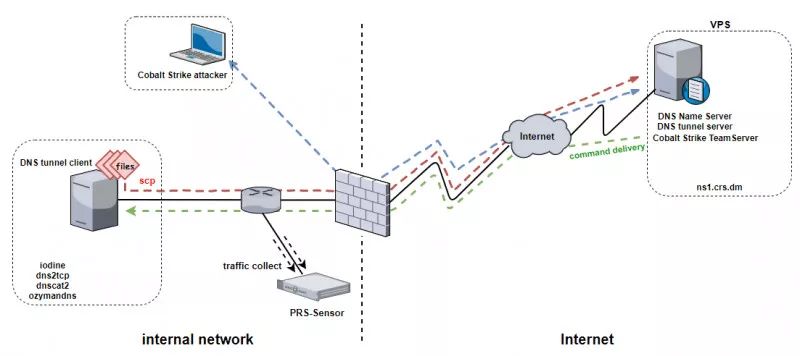 VPS
Cobalt Strike attacker
Internet
DNS Name Server
DNS tunnel server
Cobalt Strike TeamServer
command delivery
DNS tunnel client
files
scp
ns1.crs.dm
traffic collect
iodine
dns2tcp
dnscat2
ozymandns
PRS-Sensor
internal network
Internet